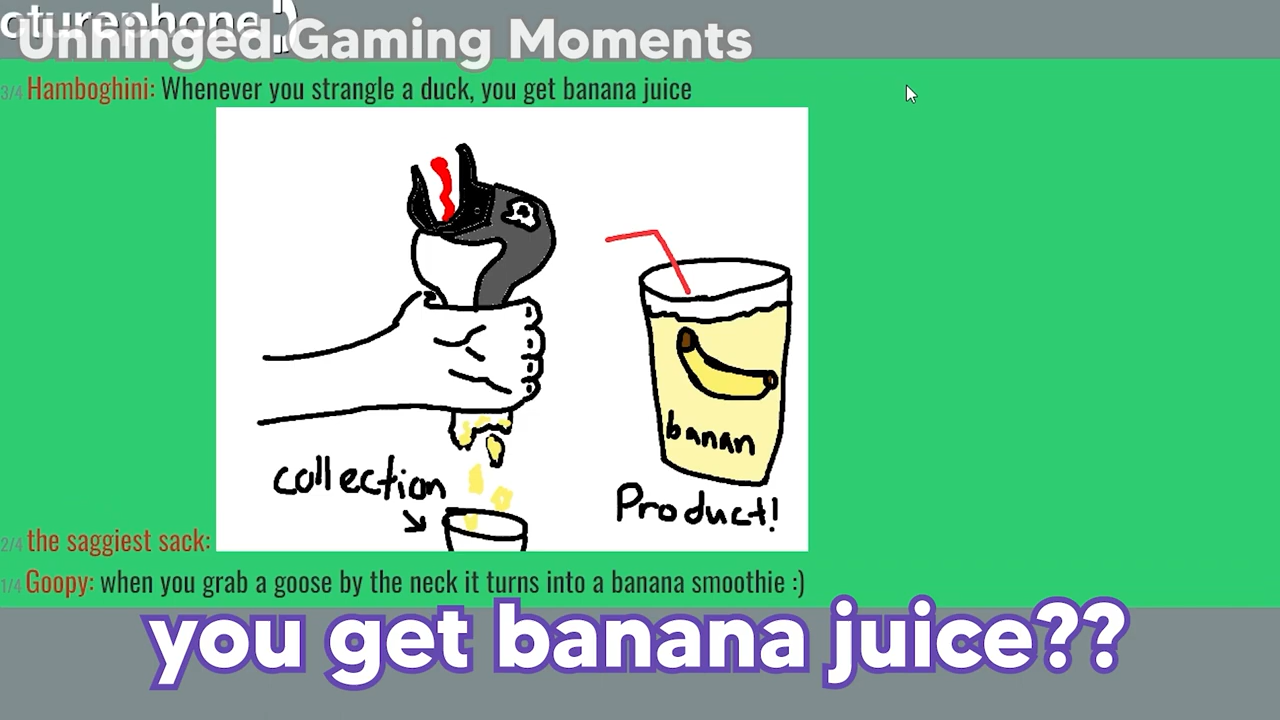 oturephone :)
Unhinged Gaming Moments
3/4 Hamboghini: Whenever you strangle a duck, you get banana juice
banan
collection
Product!
2/4 the saggiest sack:
1/4 Goopy: when you grab a goose by the neck it turns into a banana smoothie :)
you get banana juice??